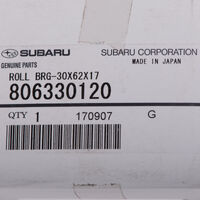 SUBARU
SUBARU CORPORATION
GENUINE PARTS
MADE IN JAPAN
ROLL BRG-30X62X17
806330120
QTY 1 170907 G